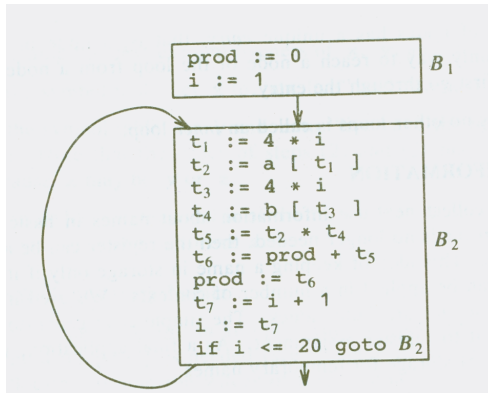 prod := 0
i := 1
B₁
t₁ := 4 * i
t₂ := a [ t₁ ]
t₃ := 4 * i
t₄ := b [ t₃ ]
t₅ := t₂ * t₄
t₆ := prod + t₅
prod := t₆
t₇ := i + 1
i := t₇
if i <= 20 goto B₂
B₂